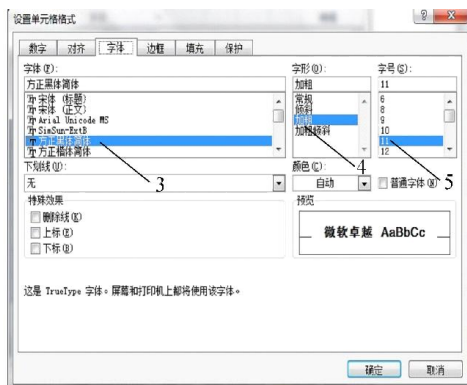 设置单元格格式
数字 对齐 字体 边框 填充 保护
字体(F): 字形(O): 字号(S):
方正黑体简体 加粗 11
宋体 (标题) 常规 6
宋体 (正文) 倾斜 8
Arial Unicode MS 加粗 9
SimSun-ExtB 加粗倾斜 10
方正黑体简体 11
方正楷体简体 12
下划线(U): 颜色(C):
无 自动 普通字体(N)
3 4 5
特殊效果 预览
删除线(K)
上标(E)
下标(B)
微软卓越 AaBbCc
这是 TrueType 字体。屏幕和打印机上都将使用该字体。
确定 取消